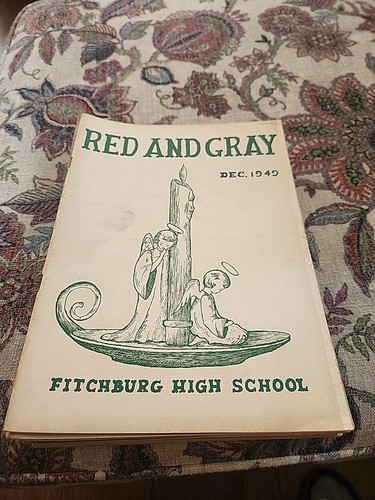 RED AND GRAY
DEC. 1949
FITCHBURG HIGH SCHOOL